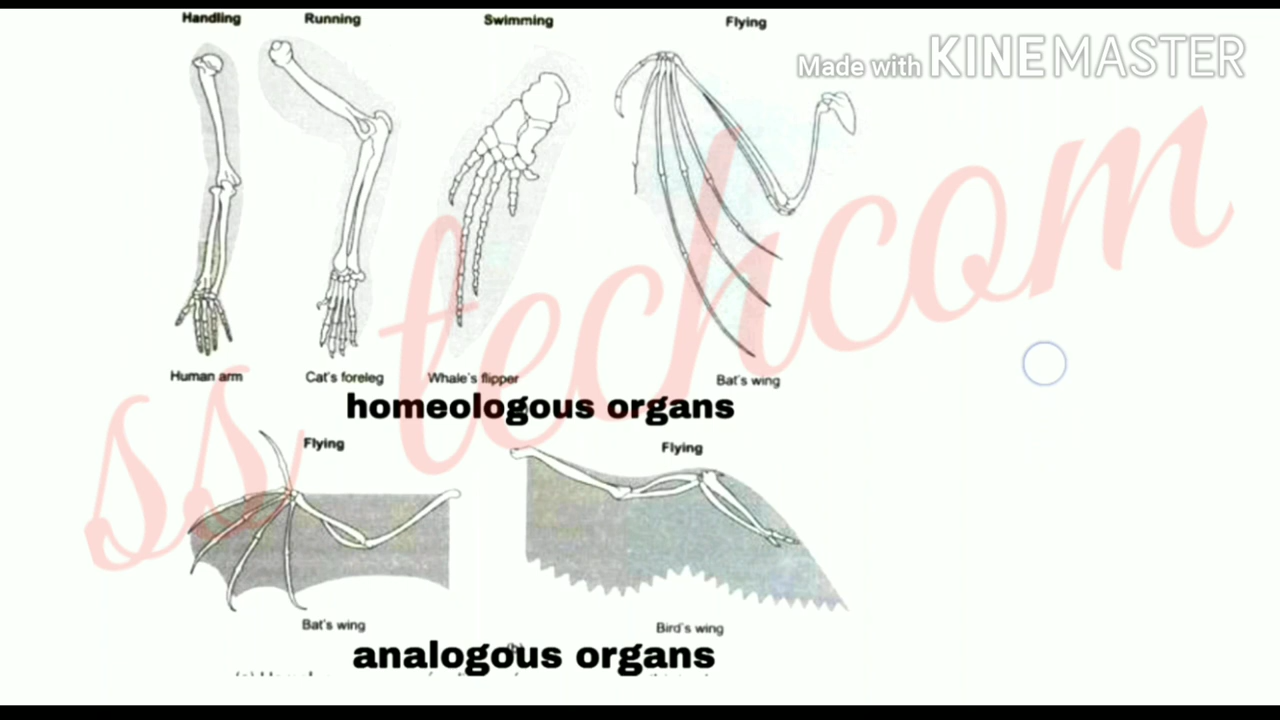 Handling Running Swimming Flying
Made with KINEMASTER
ss techcom
Human arm Cat's foreleg Whale's flipper Bat's wing
homeologous organs
Flying Flying
Bat's wing Bird's wing
analogous organs